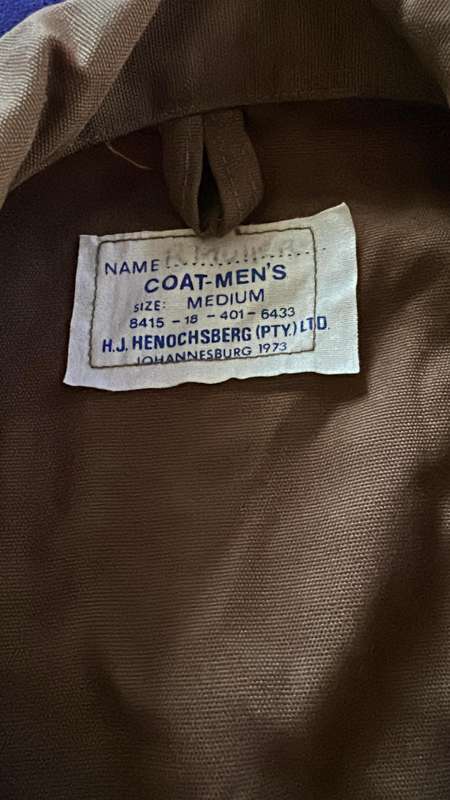 NAME:....................
COAT-MEN'S
SIZE: MEDIUM
8415 - 18 - 401 - 6433
H.J. HENOCHSBERG (PTY.) LTD.
JOHANNESBURG 1973